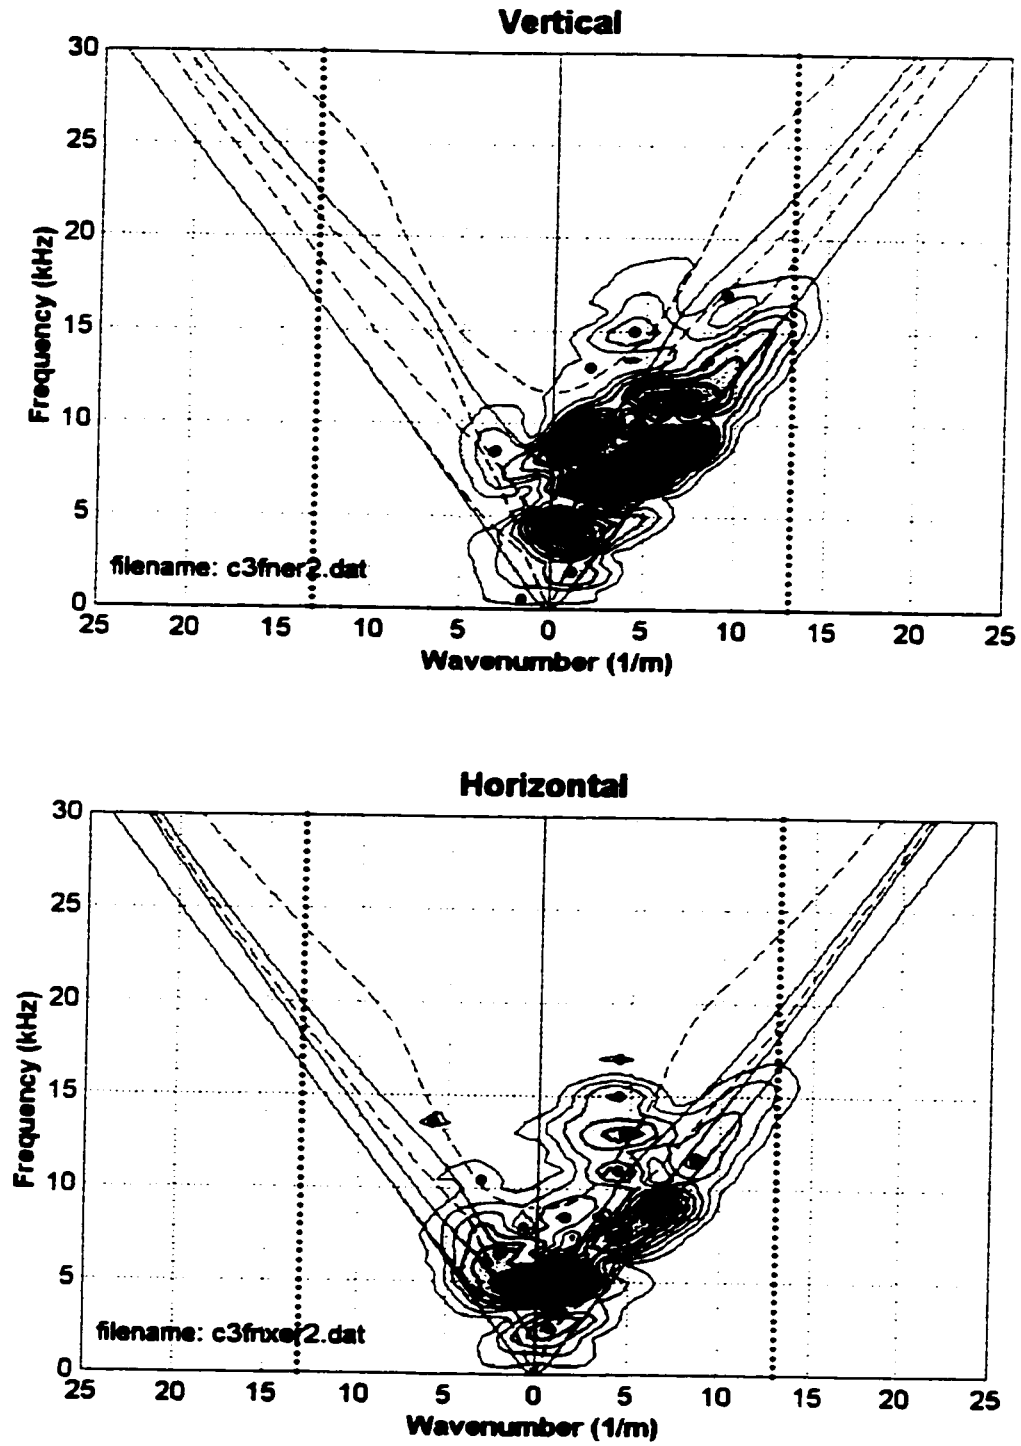 Vertical
30
25
20
15
10
5
0
Frequency (kHz)
filename: c3fner2.dat
25 20 15 10 5 0 5 10 15 20 25
Wavenumber (1/m)
Horizontal
30
25
20
15
10
5
0
Frequency (kHz)
filename: c3fnxer2.dat
25 20 15 10 5 0 5 10 15 20 25
Wavenumber (1/m)